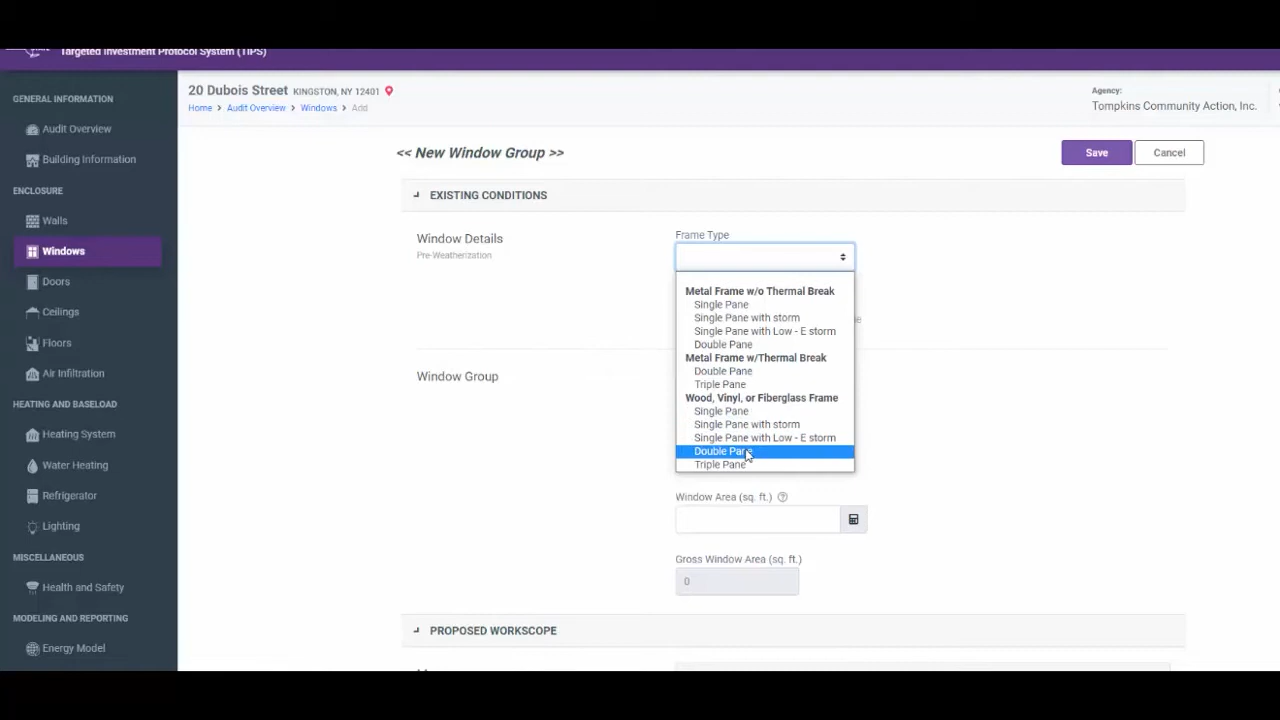 Targeted Investment Protocol System (TIPS)
GENERAL INFORMATION
Audit Overview
Building Information
ENCLOSURE
Walls
Windows
Doors
Ceilings
Floors
Air Infiltration
HEATING AND BASELOAD
Heating System
Water Heating
Refrigerator
Lighting
MISCELLANEOUS
Health and Safety
MODELING AND REPORTING
Energy Model
20 Dubois Street KINGSTON, NY 12401
Home > Audit Overview > Windows > Add
Agency:
Tompkins Community Action, Inc.
<< New Window Group >>
Save
Cancel
EXISTING CONDITIONS
Window Details
Pre-Weatherization
Frame Type
Metal Frame w/o Thermal Break
Single Pane
Single Pane with storm
Single Pane with Low - E storm
Double Pane
Metal Frame w/Thermal Break
Double Pane
Triple Pane
Wood, Vinyl, or Fiberglass Frame
Single Pane
Single Pane with storm
Single Pane with Low - E storm
Double Pane
Triple Pane
Window Group
Window Area (sq. ft.)
Gross Window Area (sq. ft.)
0
PROPOSED WORKSCOPE